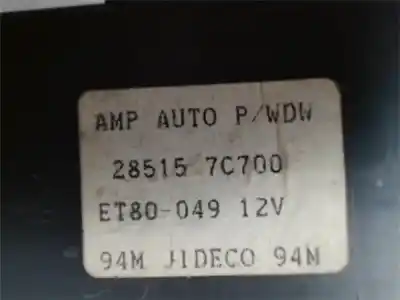 AMP AUTO P/WDW
28515 7C700
ET80-049 12V
94M JIDECO 94M